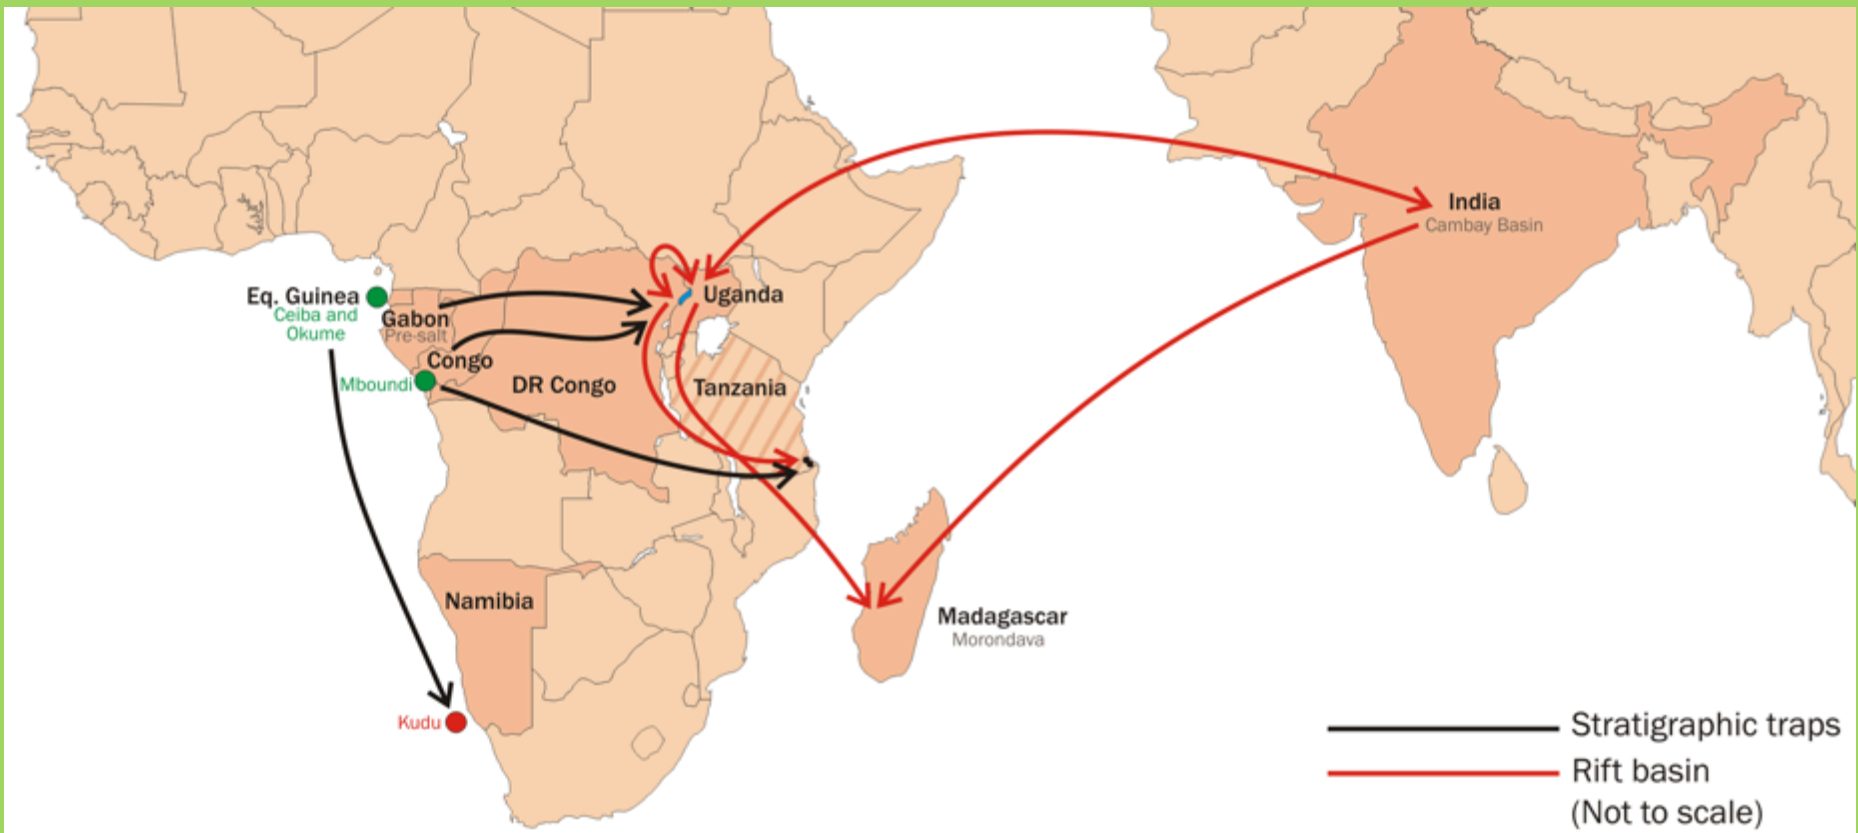 India
Cambay Basin
Eq. Guinea
Ceiba and
Okume
Uganda
Gabon
Pre-salt
Congo
Mboundi
DR Congo
Tanzania
Namibia
Madagascar
Morondava
Kudu
Stratigraphic traps
Rift basin
(Not to scale)